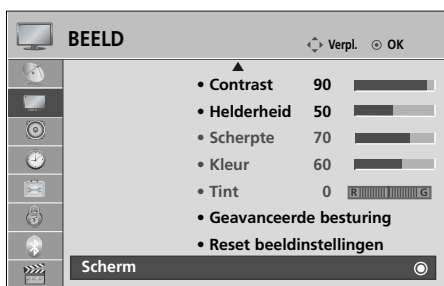 BEELD Verpl. OK
• Contrast 90
• Helderheid 50
• Scherpte 70
• Kleur 60
• Tint 0 R G
• Geavanceerde besturing
• Reset beeldinstellingen
Scherm